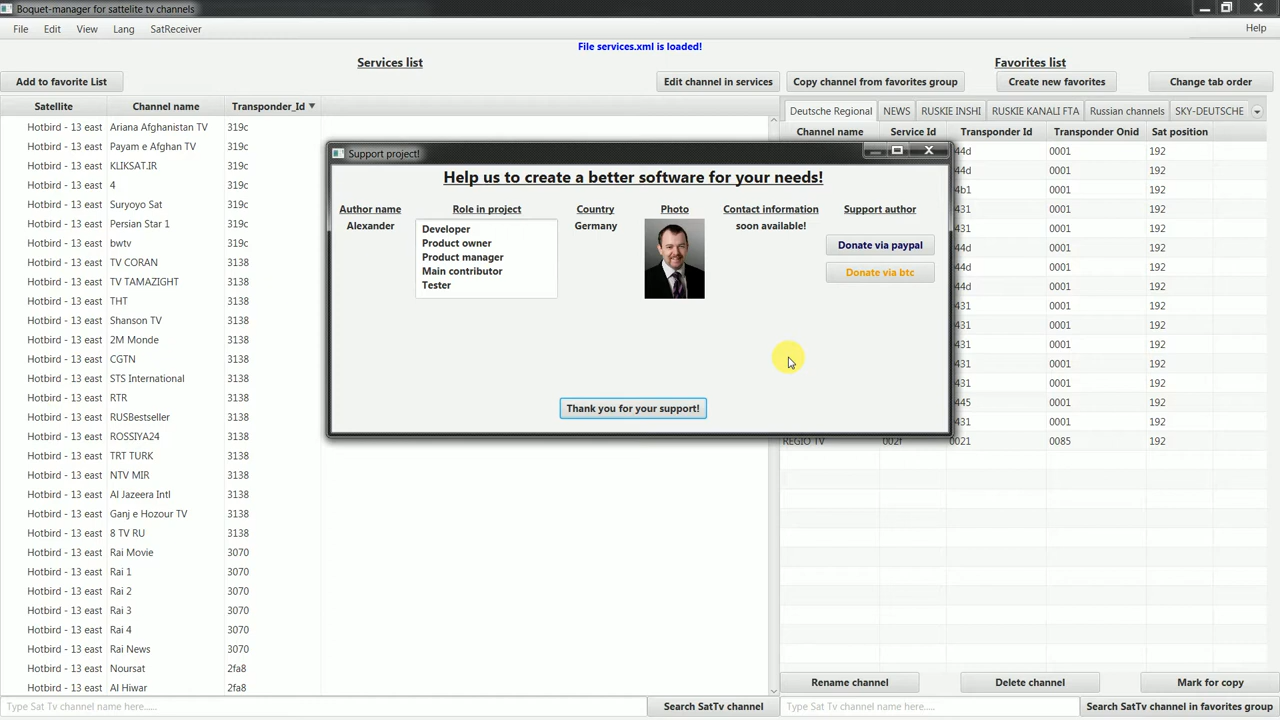 Boquet-manager for sattelite tv channels
File Edit View Lang SatReceiver Help
File services.xml is loaded!
Services list
Favorites list
Add to favorite List
Edit channel in services
Copy channel from favorites group
Create new favorites
Change tab order
Satellite Channel name Transponder_Id
Hotbird - 13 east Ariana Afghanistan TV 319c
Hotbird - 13 east Payam e Afghan TV 319c
Hotbird - 13 east KLIKSAT.IR 319c
Hotbird - 13 east 4 319c
Hotbird - 13 east Suryoyo Sat 319c
Hotbird - 13 east Persian Star 1 319c
Hotbird - 13 east bwtv 319c
Hotbird - 13 east TV CORAN 319c
Hotbird - 13 east TV TAMAZIGHT 3138
Hotbird - 13 east THT 3138
Hotbird - 13 east Shanson TV 3138
Hotbird - 13 east 2M Monde 3138
Hotbird - 13 east CGTN 3138
Hotbird - 13 east STS International 3138
Hotbird - 13 east RTR 3138
Hotbird - 13 east RUSBestseller 3138
Hotbird - 13 east ROSSIYA24 3138
Hotbird - 13 east TRT TURK 3138
Hotbird - 13 east NTV MIR 3138
Hotbird - 13 east Al Jazeera Intl 3138
Hotbird - 13 east Ganj e Hozour TV 3138
Hotbird - 13 east 8 TV RU 3138
Hotbird - 13 east Rai Movie 3070
Hotbird - 13 east Rai 1 3070
Hotbird - 13 east Rai 2 3070
Hotbird - 13 east Rai 3 3070
Hotbird - 13 east Rai 4 3070
Hotbird - 13 east Rai News 3070
Hotbird - 13 east Noursat 2fa8
Hotbird - 13 east Al Hiwar 2fa8
Type Sat Tv channel name here.....
Search SatTv channel
Support project!
Help us to create a better software for your needs!
Author name Role in project Country Photo Contact information Support author
Alexander
Developer
Product owner
Product manager
Main contributor
Tester
Germany
soon available!
Donate via paypal
Donate via btc
Thank you for your support!
Deutsche Regional NEWS RUSKIE INSHI RUSKIE KANALI FTA Russian channels SKY-DEUTSCHE
Channel name Service Id Transponder Id Transponder Onid Sat position
44d 0001 192
44d 0001 192
4b1 0001 192
431 0001 192
431 0001 192
44d 0001 192
44d 0001 192
44d 0001 192
431 0001 192
431 0001 192
431 0001 192
431 0001 192
431 0001 192
445 0001 192
431 0001 192
REGIO TV 002f 0021 0085 192
Rename channel
Delete channel
Mark for copy
Type Sat Tv channel name here.....
Search SatTv channel in favorites group